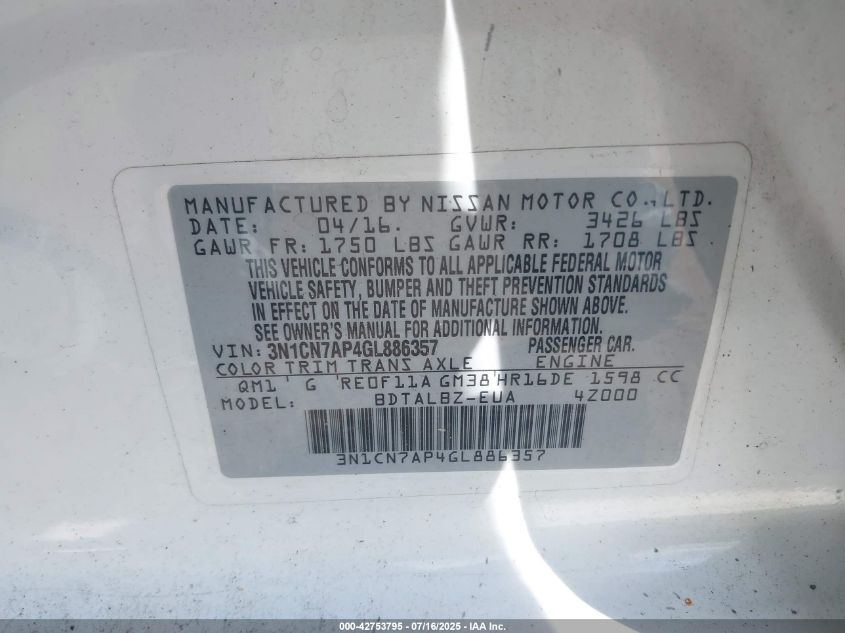 MANUFACTURED BY NISSAN MOTOR CO., LTD.
DATE: 04/16. GVWR: 3426 LBS
GAWR FR: 1750 LBS GAWR RR: 1708 LBS
THIS VEHICLE CONFORMS TO ALL APPLICABLE FEDERAL MOTOR
VEHICLE SAFETY, BUMPER AND THEFT PREVENTION STANDARDS
IN EFFECT ON THE DATE OF MANUFACTURE SHOWN ABOVE.
SEE OWNER'S MANUAL FOR ADDITIONAL INFORMATION.
VIN: 3N1CN7AP4GL886357 PASSENGER CAR.
COLOR TRIM TRANS AXLE ENGINE
QM1 G RE0F11A GM38 HR16DE 1598 CC
MODEL: BDTALBZ-EUA 4Z000
3N1CN7AP4GL886357
000-42753795 - 07/16/2025 - © IAA Inc.